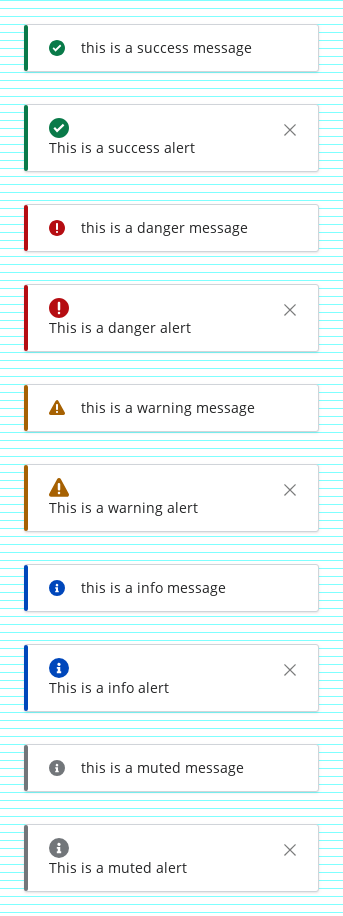 this is a success message
This is a success alert
this is a danger message
This is a danger alert
this is a warning message
This is a warning alert
this is a info message
This is a info alert
this is a muted message
This is a muted alert